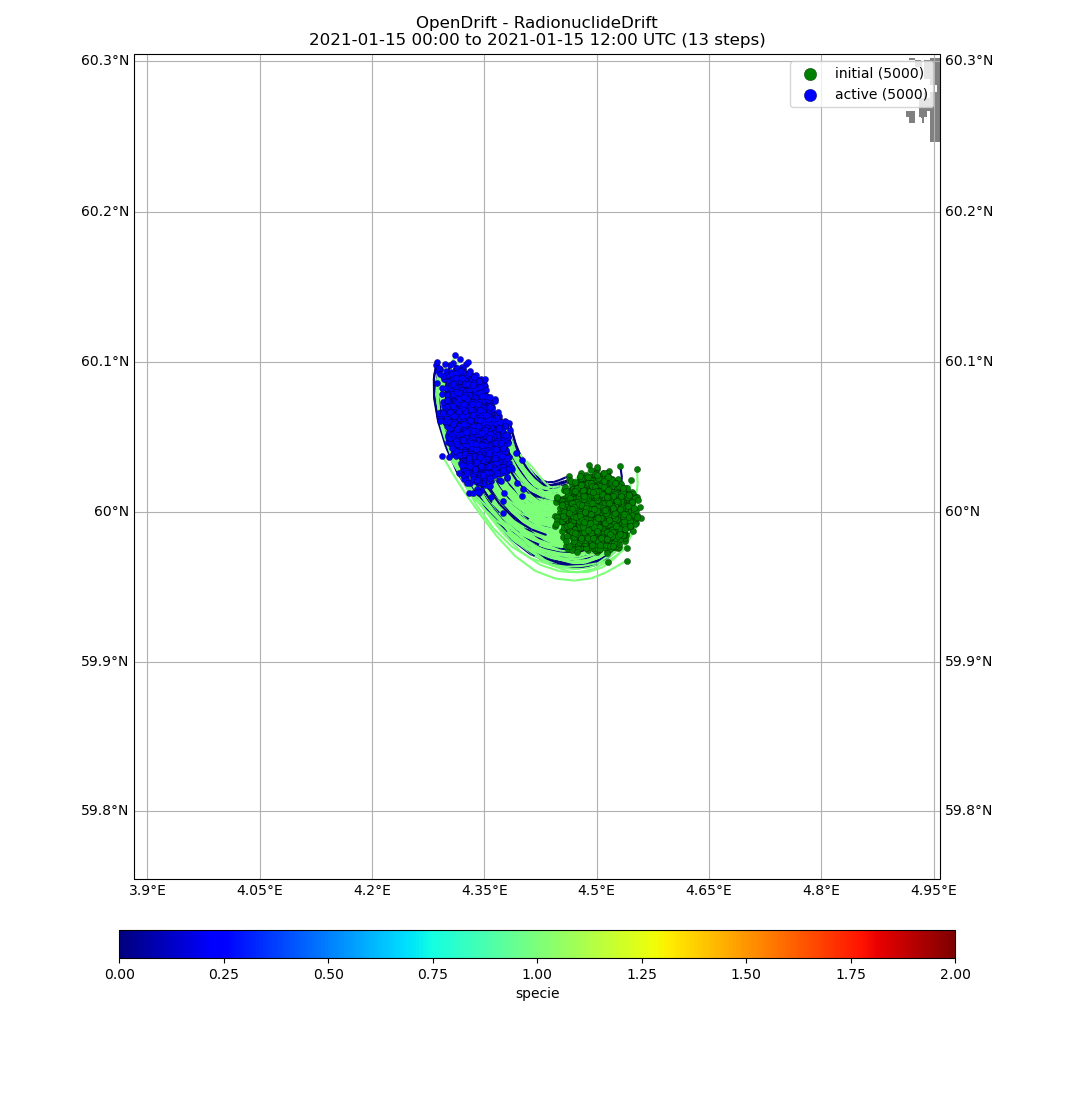 OpenDrift - RadionuclideDrift
2021-01-15 00:00 to 2021-01-15 12:00 UTC (13 steps)
60.3°N 60.3°N
initial (5000)
active (5000)
60.2°N 60.2°N
60.1°N 60.1°N
60°N 60°N
59.9°N 59.9°N
59.8°N 59.8°N
3.9°E 4.05°E 4.2°E 4.35°E 4.5°E 4.65°E 4.8°E 4.95°E
0.00 0.25 0.50 0.75 1.00 1.25 1.50 1.75 2.00
specie